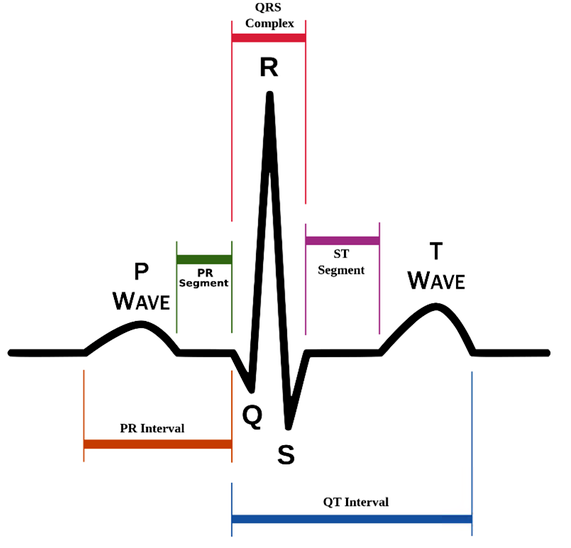 QRS
Complex
R
P
WAVE
PR
Segment
ST
Segment
T
WAVE
Q
S
PR Interval
QT Interval